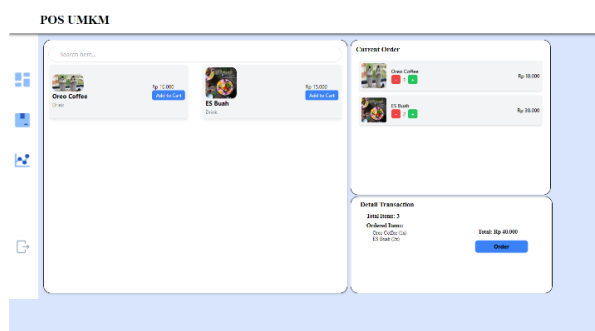 POS UMKM
Search Item...
Oreo Coffee
Drink
Rp 10.000
Add to Cart
ES Buah
Drink
Rp 15.000
Add to Cart
Current Order
Oreo Coffee
- 1 +
Rp 10.000
ES Buah
- 2 +
Rp 30.000
Detail Transaction
Total Items: 3
Ordered Items:
Oreo Coffee (1x)
ES Buah (2x)
Total: Rp 40.000
Order